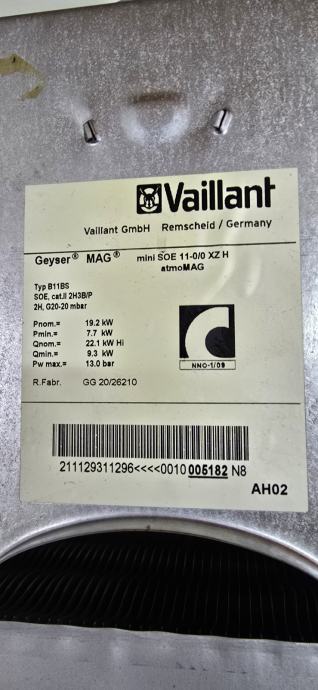 Vaillant
Vaillant GmbH Remscheid / Germany
Geyser® MAG® mini SOE 11-0/0 XZ H
atmoMAG
Typ B11BS
SOE, cat.II 2H3B/P
2H, G20-20 mbar
Pnom.= 19.2 kW
Pmin.= 7.7 kW
Qnom.= 22.1 kW Hi
Qmin.= 9.3 kW
Pw max.= 13.0 bar
NNO-1/09
R.Fabr. GG 20/26210
211129311296<<<<0010005182N8
AH02